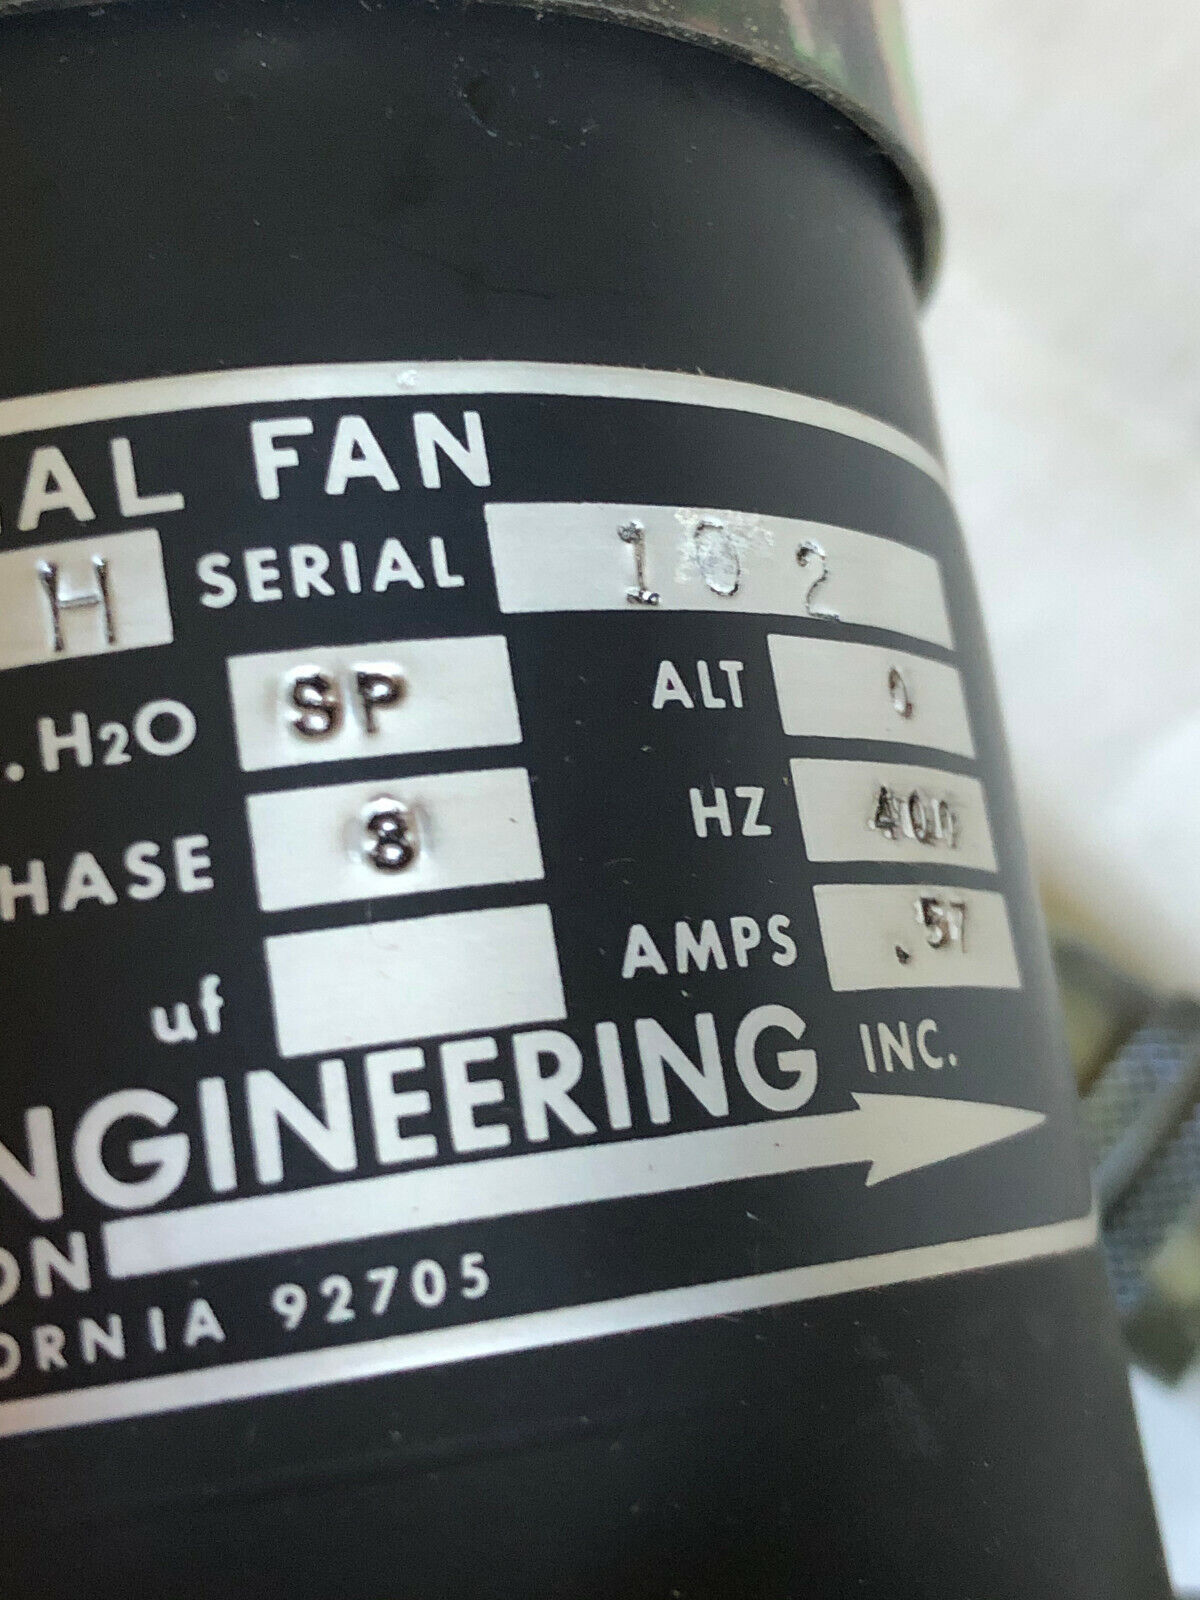 IAL FAN
H SERIAL 102
. H2O SP ALT 0
HASE 3 HZ 400
uf AMPS .57
NGINEERING INC.
ON
ORNIA 92705